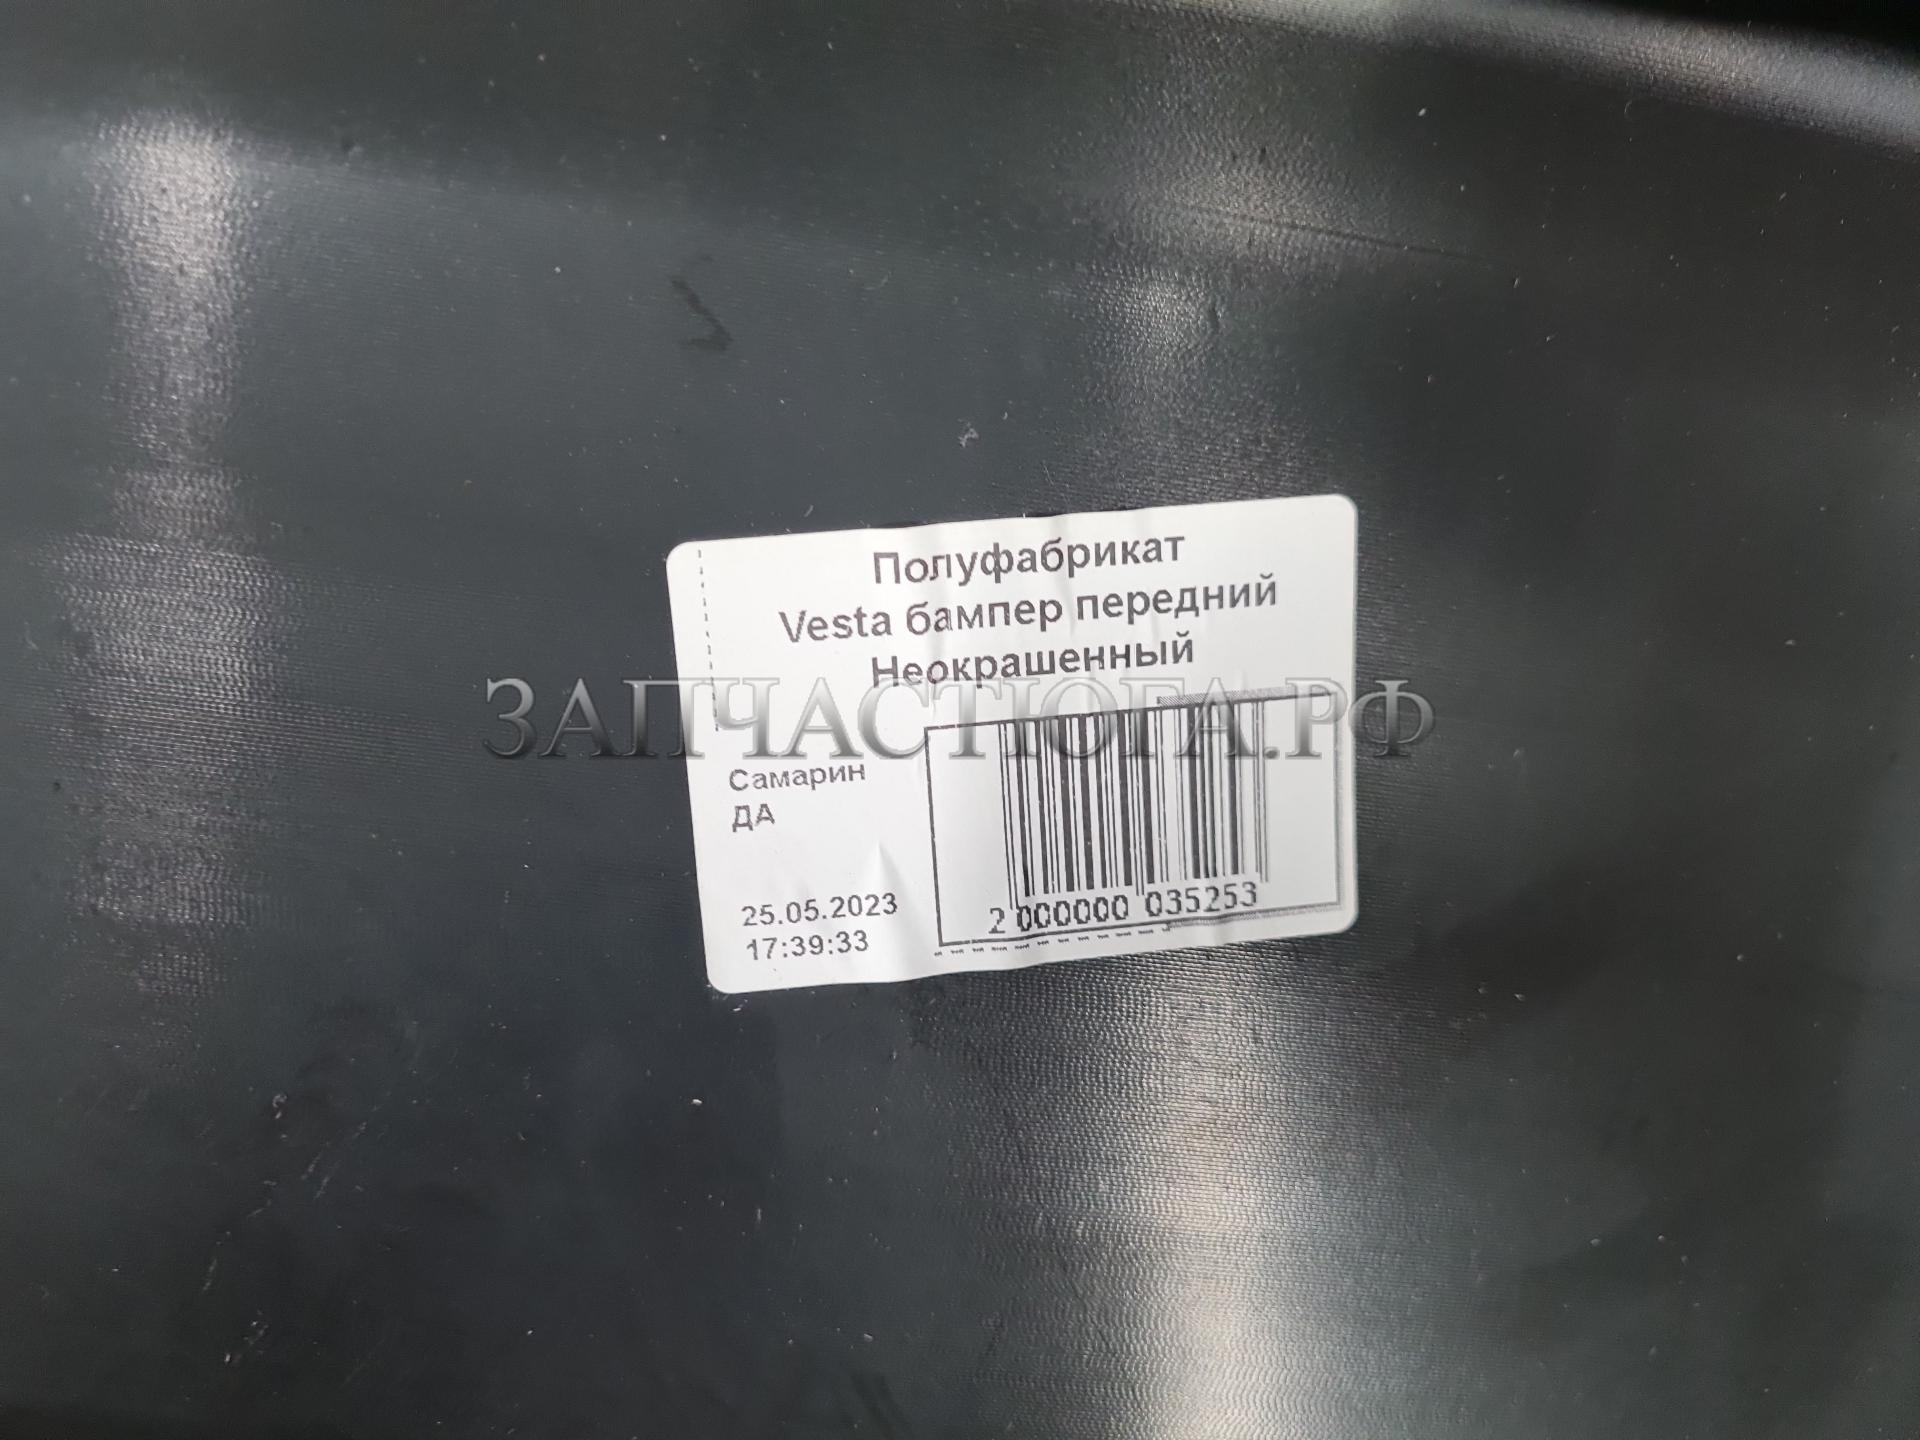 Полуфабрикат
Vesta бампер передний
Неокрашенный
ЗАПЧАСТЮГА.РФ
Самарин
ДА
25.05.2023
17:39:33
2 000000 035253